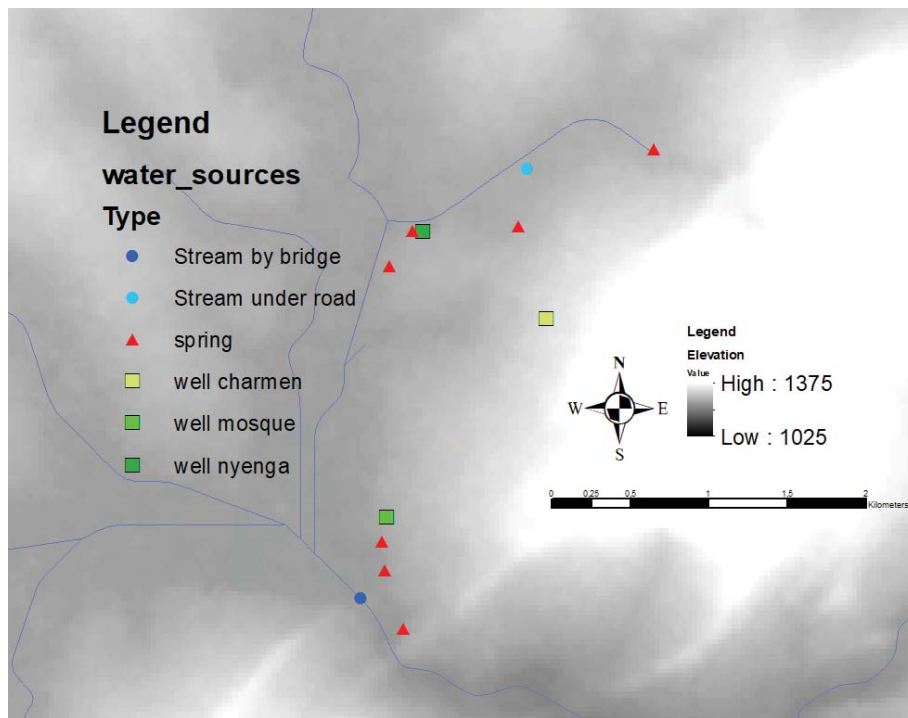 Legend
water_sources
Type
Stream by bridge
Stream under road
spring
well charmen
well mosque
well nyenga
N
W E
S
Legend
Elevation
Value
High : 1375
Low : 1025
0 0,25 0,5 1 1,5 2
Kilometers